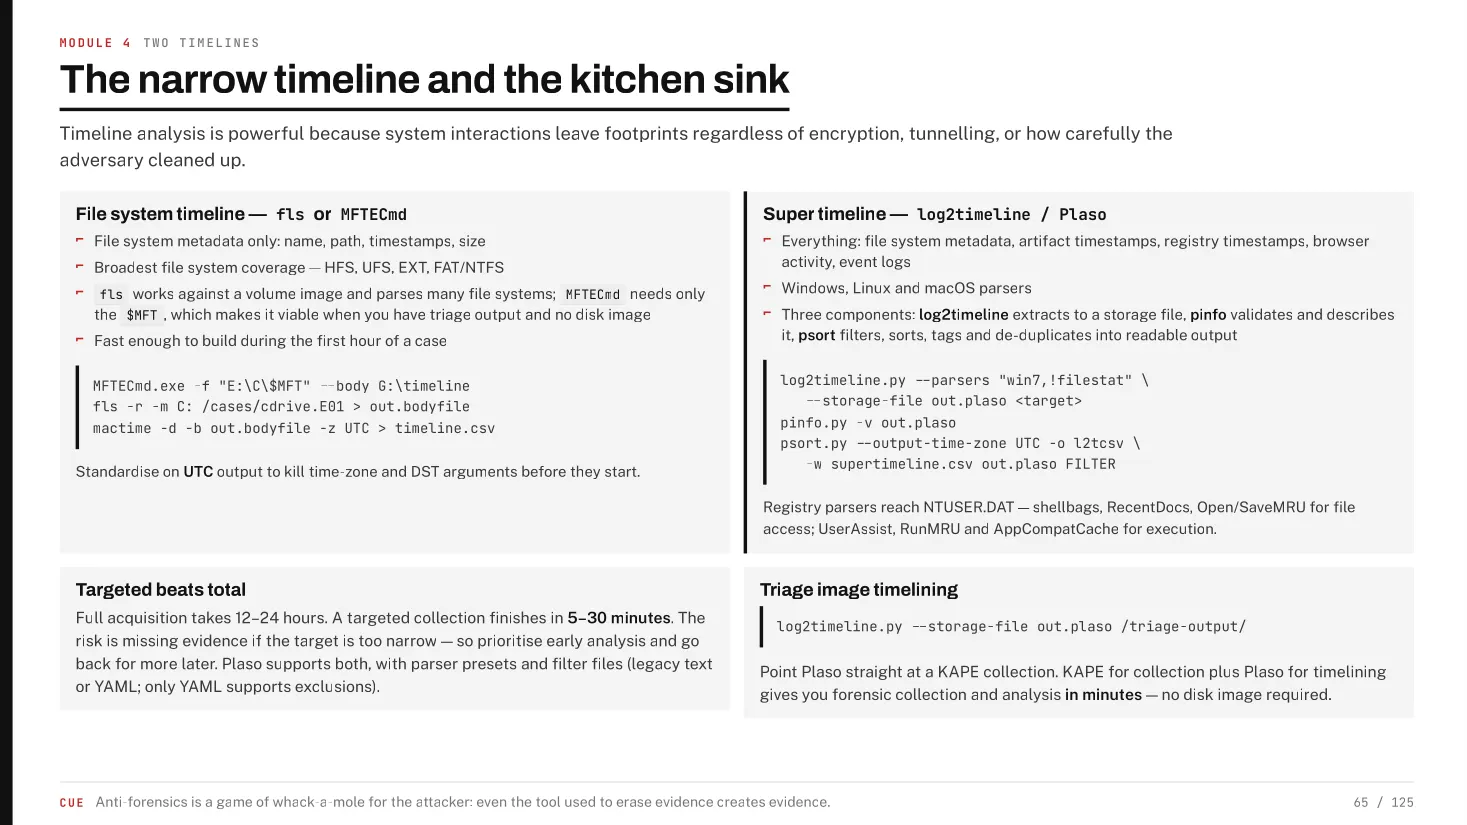 MODULE 4 TWO TIMELINES
The narrow timeline and the kitchen sink
Timeline analysis is powerful because system interactions leave footprints regardless of encryption, tunnelling, or how carefully the
adversary cleaned up.
File system timeline — fls or MFTECmd
File system metadata only: name, path, timestamps, size
Broadest file system coverage — HFS, UFS, EXT, FAT/NTFS
fls works against a volume image and parses many file systems; MFTECmd needs only
the $MFT, which makes it viable when you have triage output and no disk image
Fast enough to build during the first hour of a case
MFTECmd.exe -f "E:\C\$MFT" --body G:\timeline
fls -r -m C: /cases/cdrive.E01 > out.bodyfile
mactime -d -b out.bodyfile -z UTC > timeline.csv
Standardise on UTC output to kill time-zone and DST arguments before they start.
Super timeline — log2timeline / Plaso
Everything: file system metadata, artifact timestamps, registry timestamps, browser
activity, event logs
Windows, Linux and macOS parsers
Three components: log2timeline extracts to a storage file, pinfo validates and describes
it, psort filters, sorts, tags and de-duplicates into readable output
log2timeline.py --parsers "win7,!filestat" \
--storage-file out.plaso <target>
pinfo.py -v out.plaso
psort.py --output-time-zone UTC -o l2tcsv \
-w supertimeline.csv out.plaso FILTER
Registry parsers reach NTUSER.DAT — shellbags, RecentDocs, Open/SaveMRU for file
access; UserAssist, RunMRU and AppCompatCache for execution.
Targeted beats total
Full acquisition takes 12–24 hours. A targeted collection finishes in 5–30 minutes. The
risk is missing evidence if the target is too narrow — so prioritise early analysis and go
back for more later. Plaso supports both, with parser presets and filter files (legacy text
or YAML; only YAML supports exclusions).
Triage image timelining
log2timeline.py --storage-file out.plaso /triage-output/
Point Plaso straight at a KAPE collection. KAPE for collection plus Plaso for timelining
gives you forensic collection and analysis in minutes — no disk image required.
CUE Anti-forensics is a game of whack-a-mole for the attacker: even the tool used to erase evidence creates evidence.
65 / 125